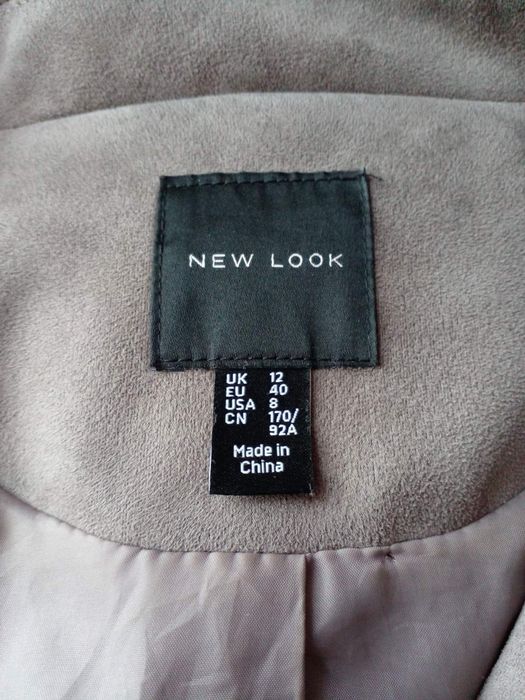 NEW LOOK
UK 12
EU 40
USA 8
CN 170/
92A
Made in
China